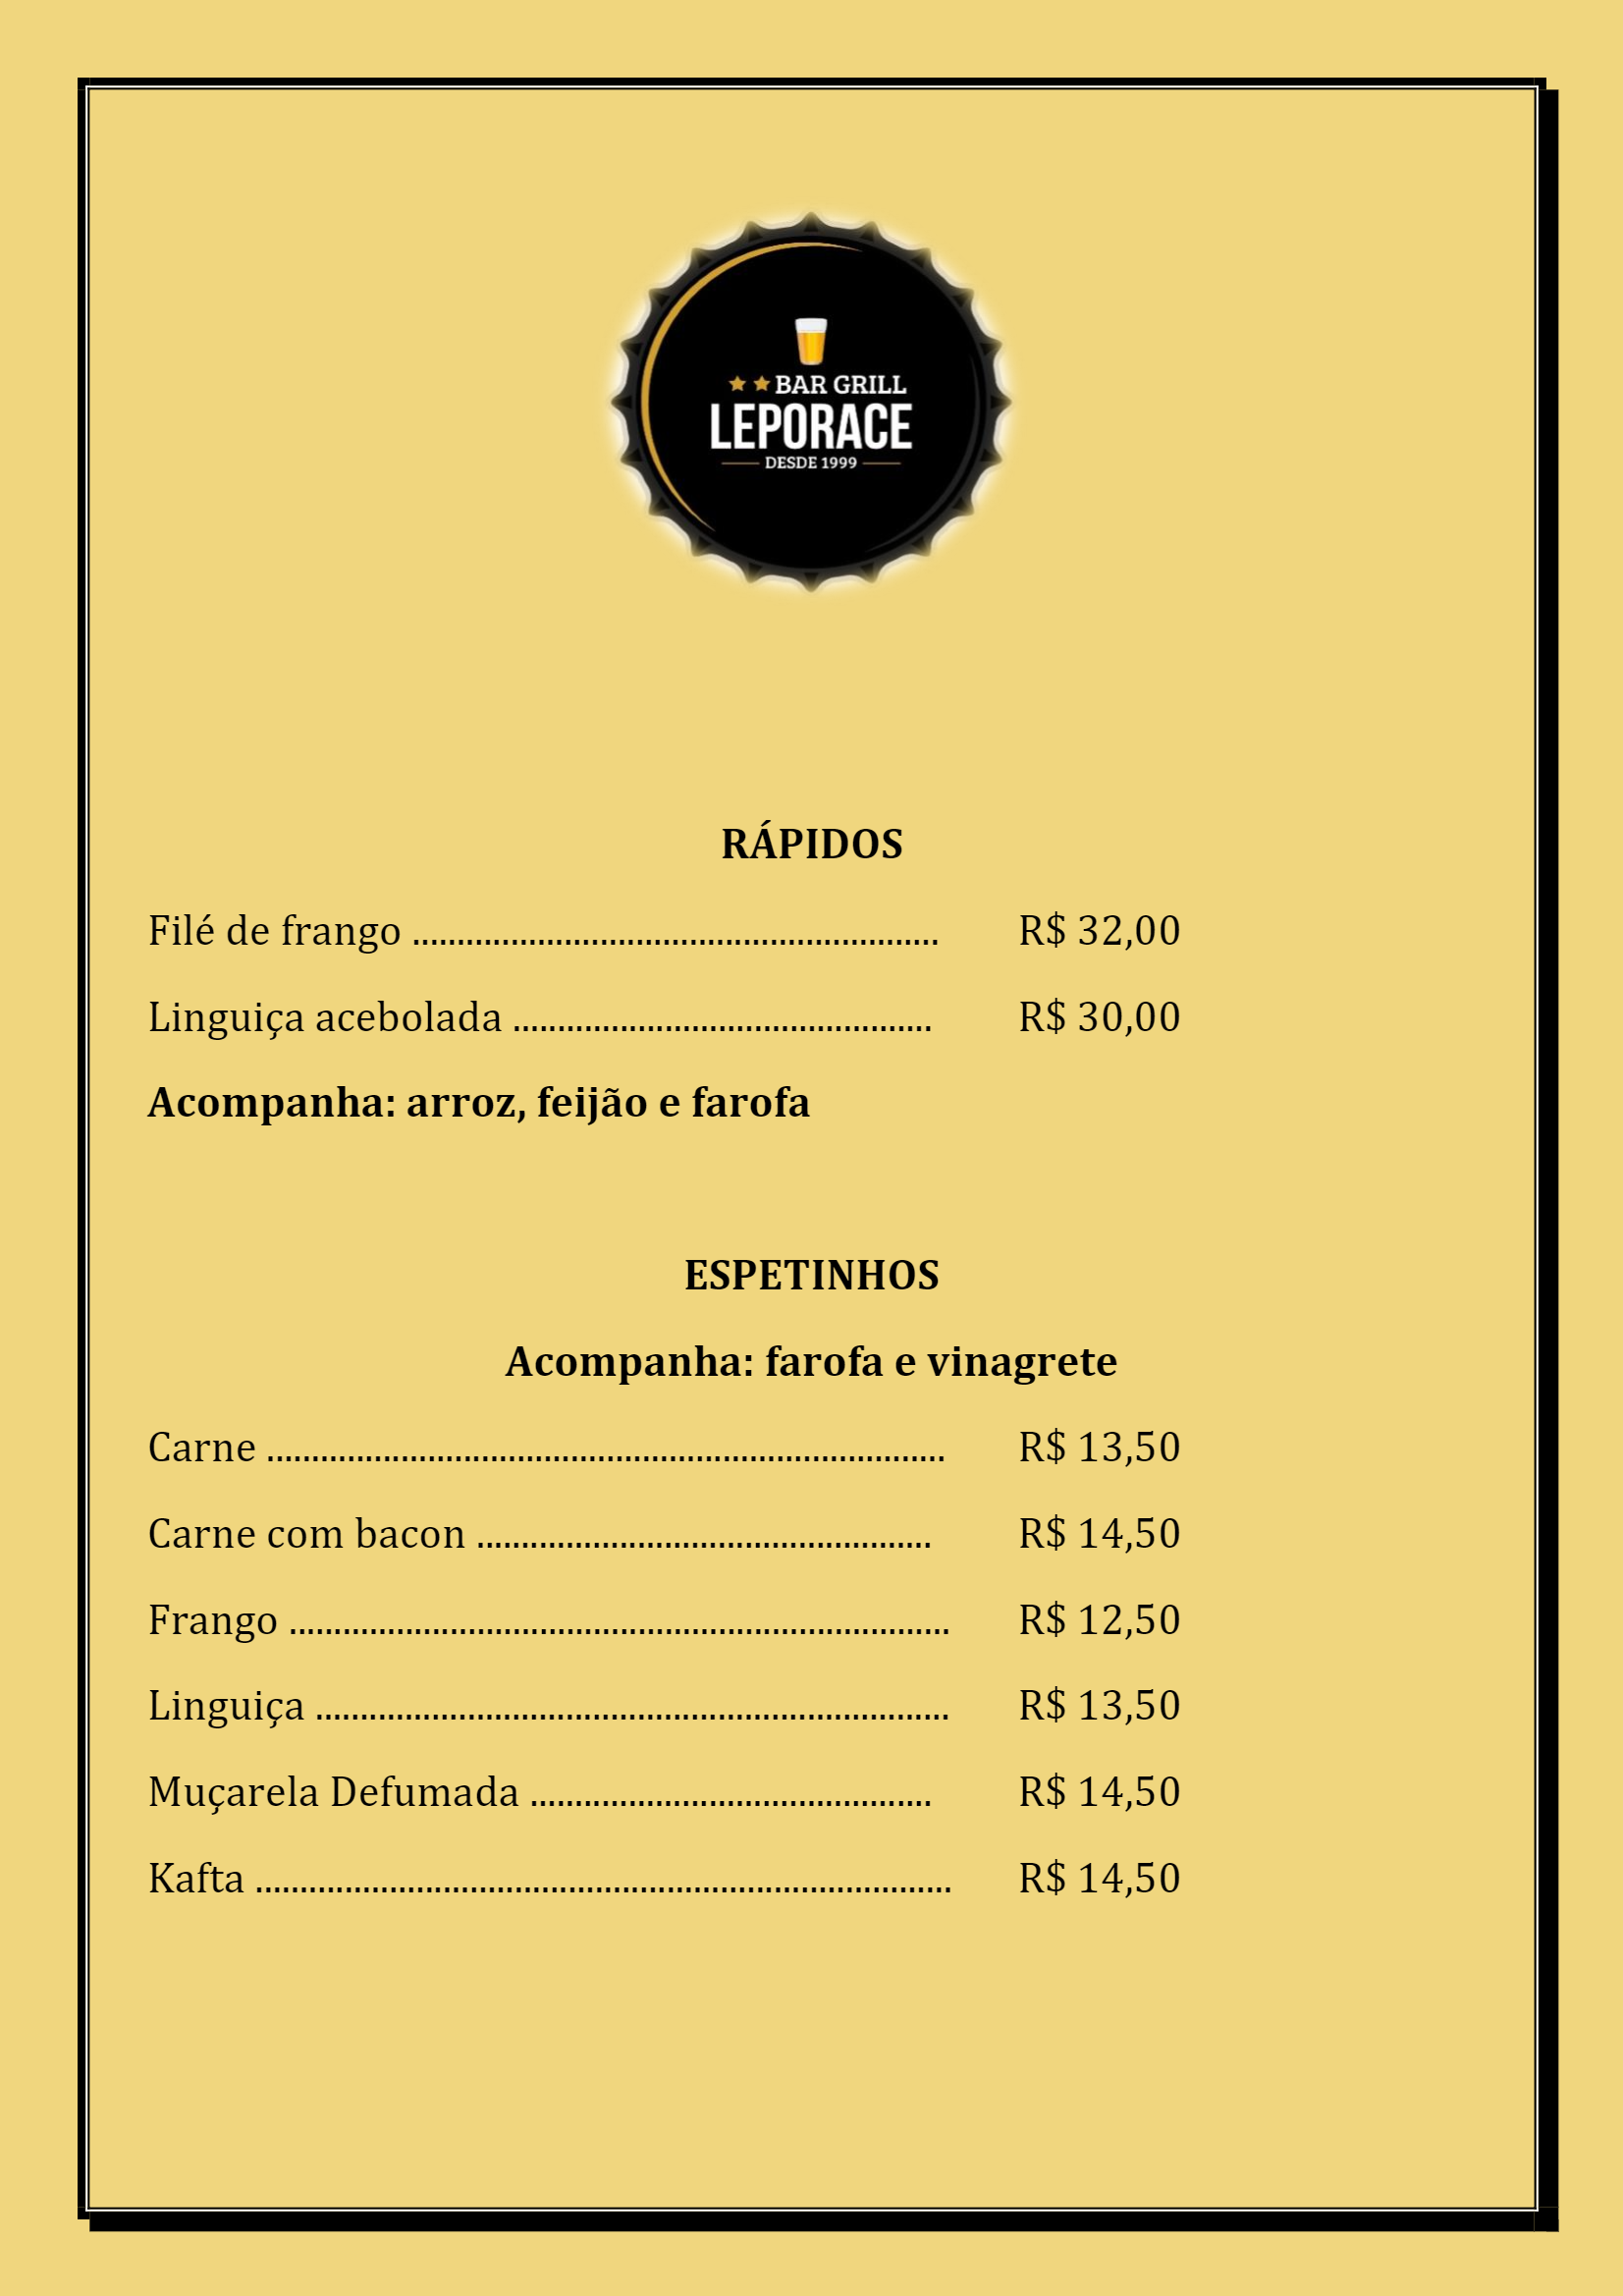 BAR GRILL
LEPORACE
DESDE 1999
RÁPIDOS
Filé de frango ........................................................... R$ 32,00
Linguiça acebolada ............................................... R$ 30,00
Acompanha: arroz, feijão e farofa
ESPETINHOS
Acompanha: farofa e vinagrete
Carne ............................................................................ R$ 13,50
Carne com bacon ................................................... R$ 14,50
Frango .......................................................................... R$ 12,50
Linguiça ....................................................................... R$ 13,50
Muçarela Defumada ............................................. R$ 14,50
Kafta .............................................................................. R$ 14,50